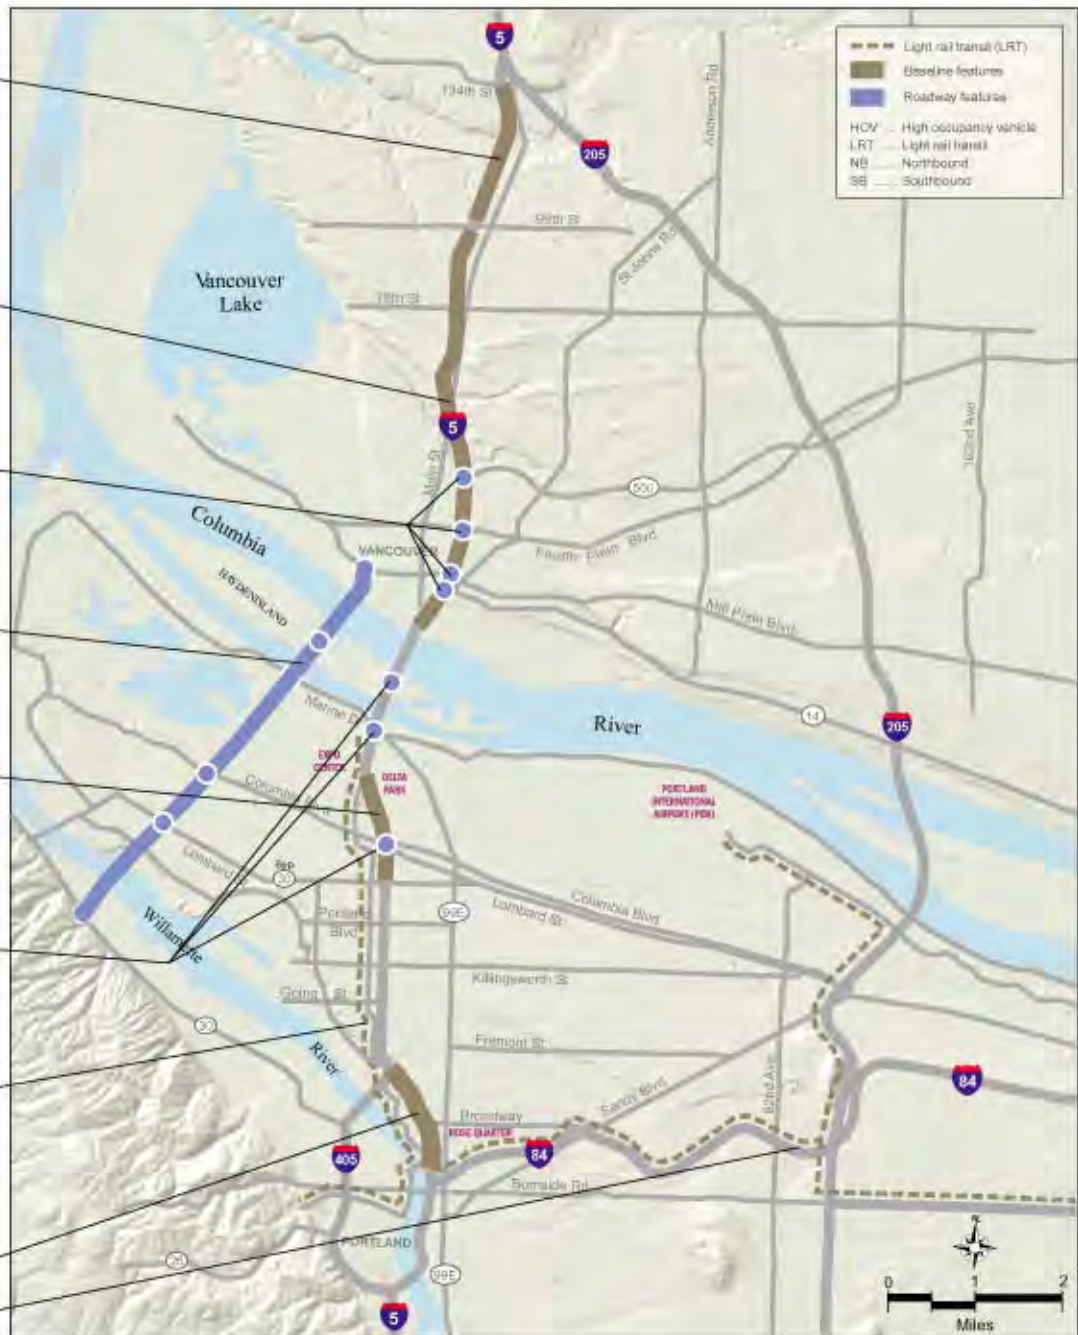 5
134th St
Andresen Rd
205
Light rail transit (LRT)
Baseline features
Roadway features
HOV ... High occupancy vehicle
LRT ... Light rail transit
NB ... Northbound
SB ... Southbound
99th St
St Johns Rd
78th St
Vancouver
Lake
5
Main St
162nd Ave
500
Columbia
VANCOUVER
Fourth Plain Blvd
HAYDEN ISLAND
Mill Plain Blvd
Marine D
River
14
205
EXPO
CENTER
DELTA
PARK
PORTLAND
INTERNATIONAL
AIRPORT (PDX)
Columbia
Lombard
30
Portland
Blvd
99E
Lombard St
Columbia Blvd
Willamette
Killingsworth St
Going St
30
Fremont St
River
Sandy Blvd
82nd Ave
84
Broadway
ROSE QUARTER
84
405
Burnside Rd
PORTLAND
26
99E
5
N
0 1 2
Miles